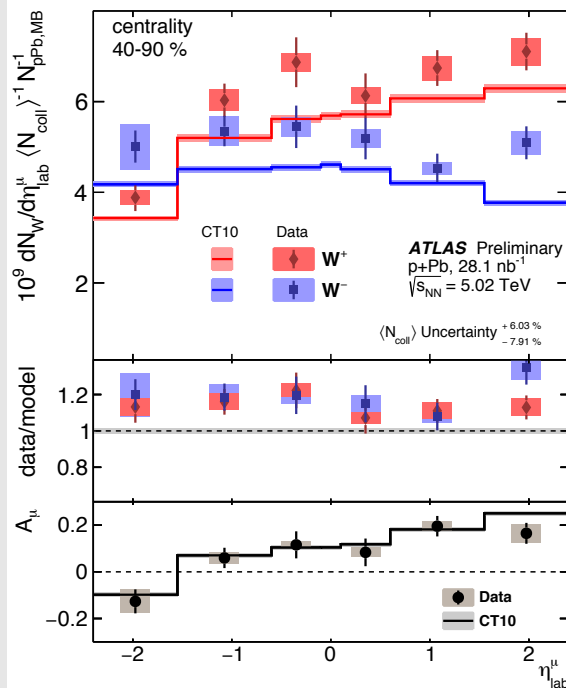 centrality
40-90 %
10⁹ dN_W/dη^μ_lab ⟨N_coll⟩⁻¹ N⁻¹_pPb,MB
6
4
2
CT10 Data
W⁺
W⁻
ATLAS Preliminary
p+Pb, 28.1 nb⁻¹
√s_NN = 5.02 TeV
⟨N_coll⟩ Uncertainty + 6.03 %
− 7.91 %
data/model
1.2
1
0.8
A_μ
0.2
0
−0.2
Data
CT10
−2 −1 0 1 2
η^μ_lab